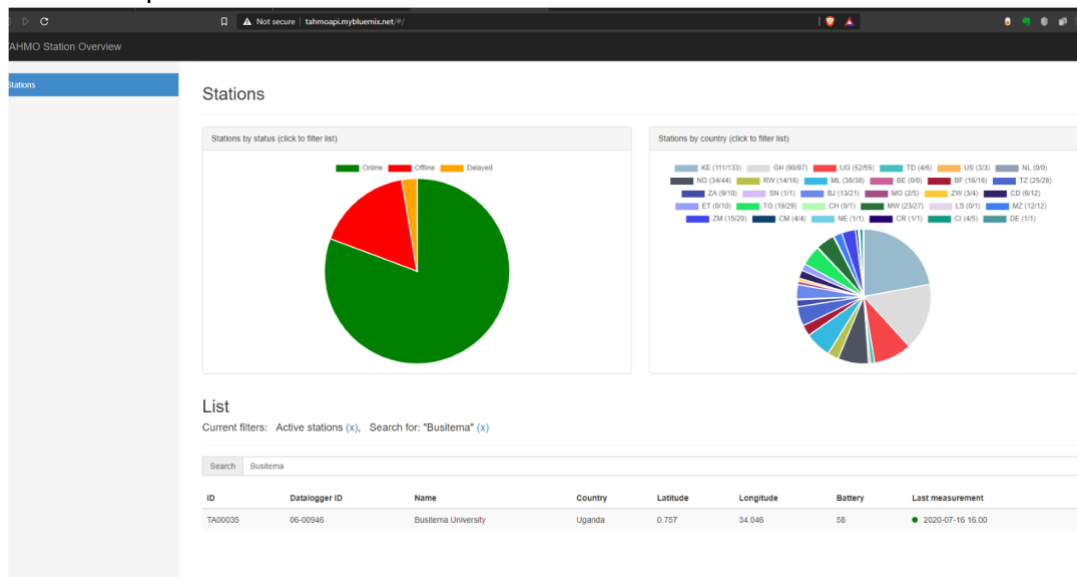 Not secure | tahmoapi.mybluemix.net/#/
AHMO Station Overview
Stations
Stations
Stations by status (click to filter list)
Online Offline Delayed
Stations by country (click to filter list)
KE (111/133) GH (90/97) UG (52/55) TD (4/6) US (3/3) NL (0/0)
NG (34/44) RW (14/16) ML (38/38) BE (0/0) BF (16/16) TZ (25/28)
ZA (9/10) SN (1/1) BJ (13/21) MG (2/5) ZW (3/4) CD (6/12)
ET (8/10) TG (19/29) CH (0/1) MW (23/27) LS (0/1) MZ (12/12)
ZM (15/20) CM (4/4) NE (1/1) CR (1/1) CI (4/5) DE (1/1)
List
Current filters: Active stations (x), Search for: "Busitema" (x)
Search Busitema
ID Datalogger ID Name Country Latitude Longitude Battery Last measurement
TA00035 06-00946 Busitema University Uganda 0.757 34.046 58 2020-07-16 16:00